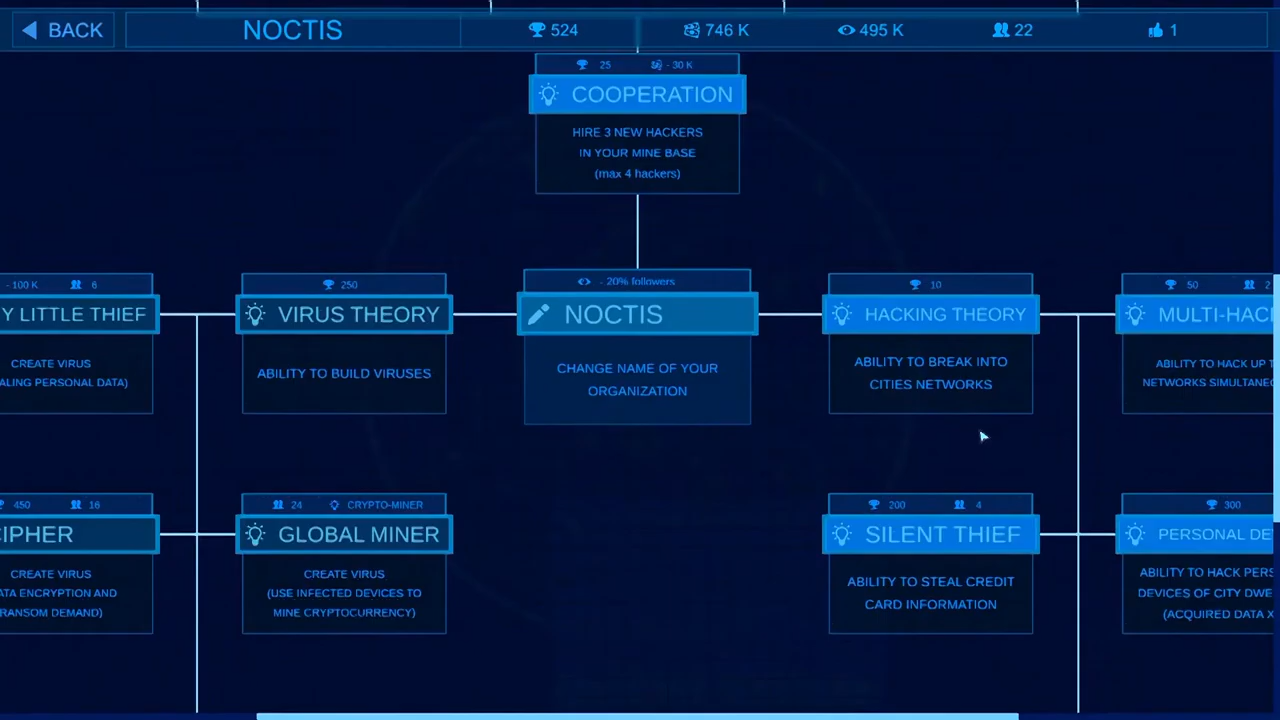 BACK
NOCTIS
524
746 K
495 K
22
1
25
- 30 K
COOPERATION
HIRE 3 NEW HACKERS
IN YOUR MINE BASE
(max 4 hackers)
- 100 K
6
Y LITTLE THIEF
CREATE VIRUS
ALING PERSONAL DATA)
250
VIRUS THEORY
ABILITY TO BUILD VIRUSES
- 20% followers
NOCTIS
CHANGE NAME OF YOUR
ORGANIZATION
10
HACKING THEORY
ABILITY TO BREAK INTO
CITIES NETWORKS
50
2
MULTI-HAC
ABILITY TO HACK UP T
NETWORKS SIMULTANE
450
16
CIPHER
CREATE VIRUS
ATA ENCRYPTION AND
RANSOM DEMAND)
24
CRYPTO-MINER
GLOBAL MINER
CREATE VIRUS
(USE INFECTED DEVICES TO
MINE CRYPTOCURRENCY)
200
4
SILENT THIEF
ABILITY TO STEAL CREDIT
CARD INFORMATION
300
PERSONAL DE
ABILITY TO HACK PERS
DEVICES OF CITY DWE
(ACQUIRED DATA X